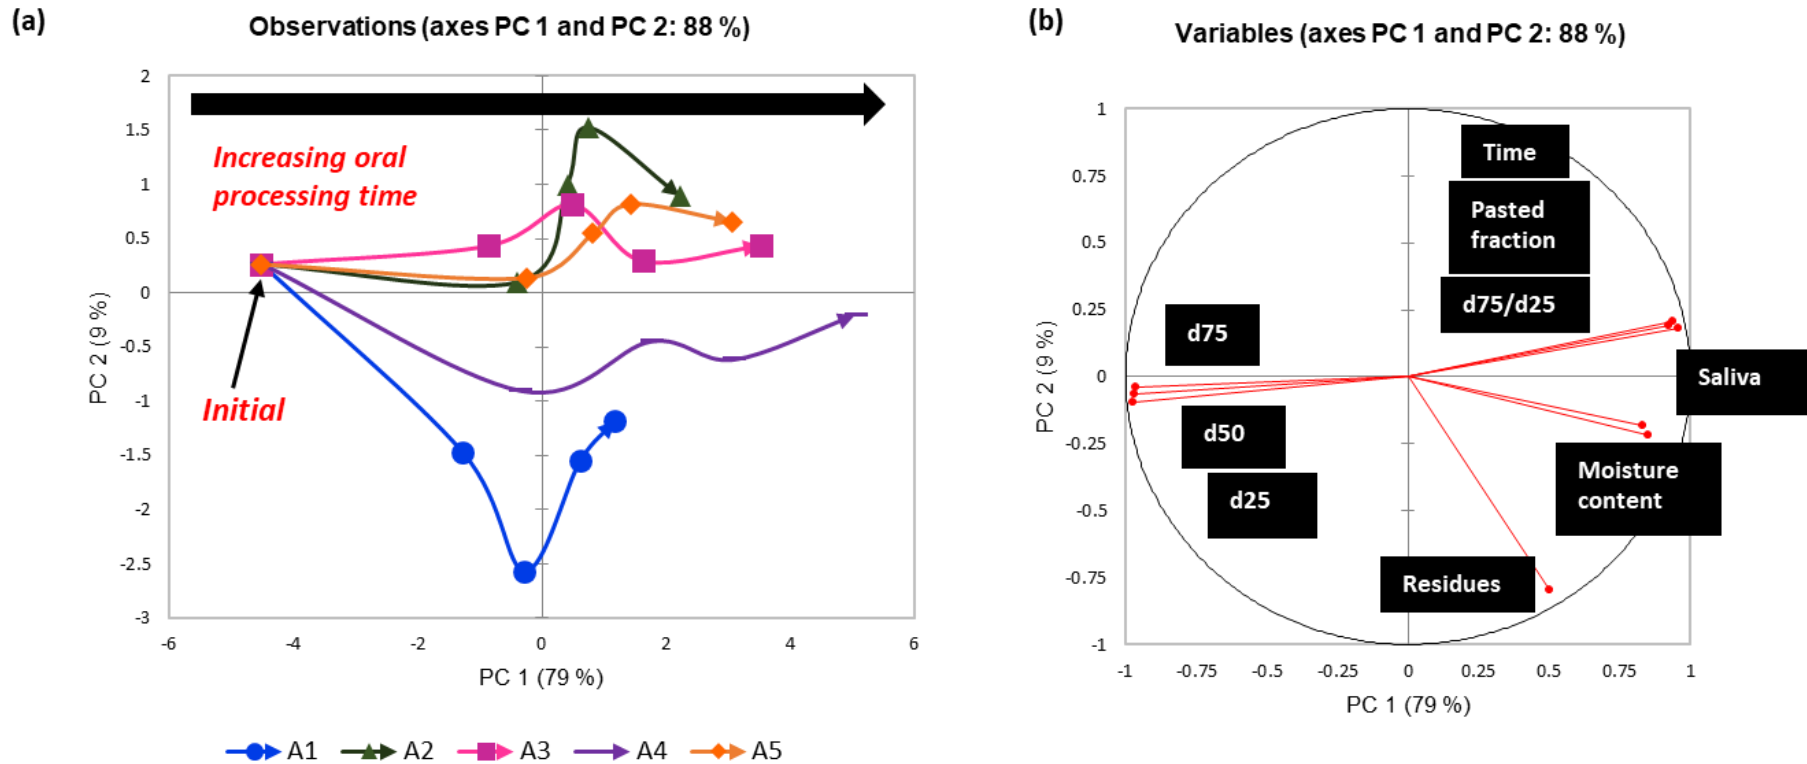 (a)
Observations (axes PC 1 and PC 2: 88 %)
2
1.5
1
0.5
0
-0.5
-1
-1.5
-2
-2.5
-3
PC 2 (9 %)
Increasing oral
processing time
Initial
-6
-4
-2
0
2
4
6
PC 1 (79 %)
A1
A2
A3
A4
A5
(b)
Variables (axes PC 1 and PC 2: 88 %)
1
0.75
0.5
0.25
0
-0.25
-0.5
-0.75
-1
PC 2 (9 %)
Time
Pasted
fraction
d75/d25
d75
Saliva
d50
Moisture
content
d25
Residues
-1
-0.75
-0.5
-0.25
0
0.25
0.5
0.75
1
PC 1 (79 %)